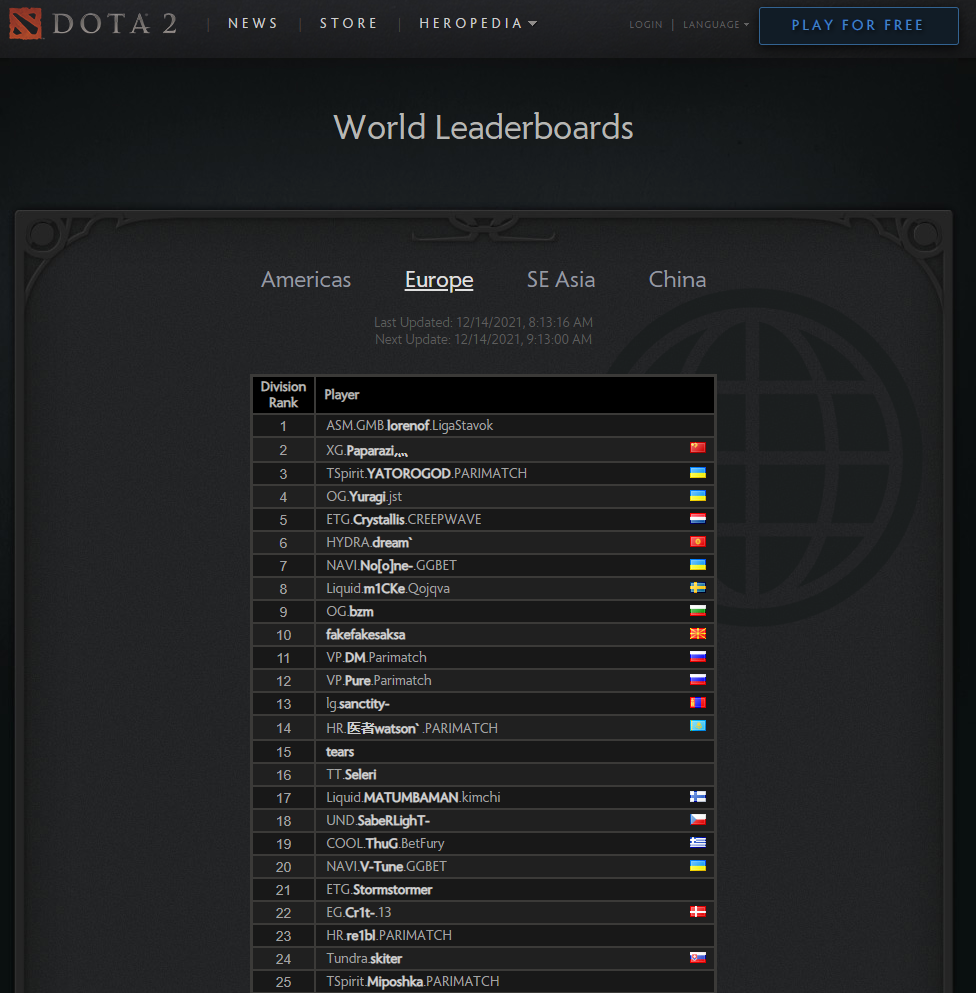 DOTA 2 | NEWS | STORE | HEROPEDIA LOGIN | LANGUAGE PLAY FOR FREE
World Leaderboards
Americas Europe SE Asia China
Last Updated: 12/14/2021, 8:13:16 AM
Next Update: 12/14/2021, 9:13:00 AM
Division Rank Player
1 ASM.GMB.lorenof.LigaStavok
2 XG.Paparazi灬
3 TSpirit.YATOROGOD.PARIMATCH
4 OG.Yuragi.jst
5 ETG.Crystallis.CREEPWAVE
6 HYDRA.dream`
7 NAVI.No[o]ne-.GGBET
8 Liquid.m1CKe.Qojqva
9 OG.bzm
10 fakefakesaksa
11 VP.DM.Parimatch
12 VP.Pure.Parimatch
13 lg.sanctity-
14 HR.医者watson`.PARIMATCH
15 tears
16 TT.Seleri
17 Liquid.MATUMBAMAN.kimchi
18 UND.SabeRLighT-
19 COOL.ThuG.BetFury
20 NAVI.V-Tune.GGBET
21 ETG.Stormstormer
22 EG.Cr1t-.13
23 HR.re1bl.PARIMATCH
24 Tundra.skiter
25 TSpirit.Miposhka.PARIMATCH